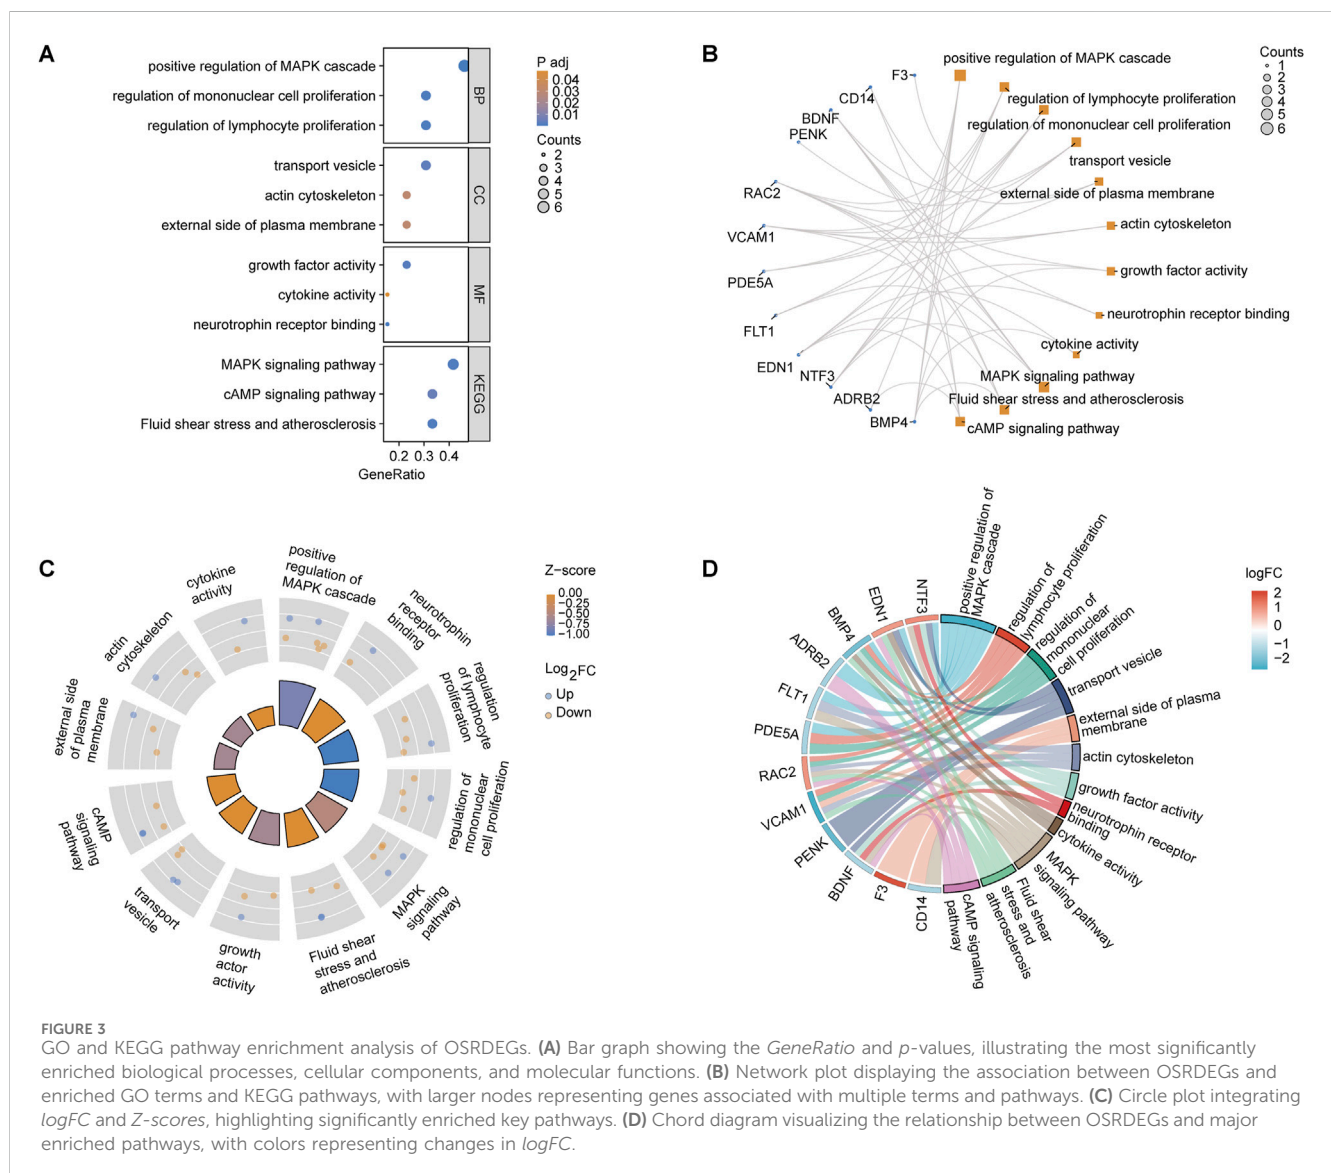 A
positive regulation of MAPK cascade
regulation of mononuclear cell proliferation
regulation of lymphocyte proliferation
BP
transport vesicle
actin cytoskeleton
external side of plasma membrane
CC
growth factor activity
cytokine activity
neurotrophin receptor binding
MF
MAPK signaling pathway
cAMP signaling pathway
Fluid shear stress and atherosclerosis
KEGG
0.2 0.3 0.4
GeneRatio
P adj
0.04
0.03
0.02
0.01
Counts
2
3
4
5
6
B
F3
CD14
BDNF
PENK
RAC2
VCAM1
PDE5A
FLT1
EDN1
NTF3
ADRB2
BMP4
positive regulation of MAPK cascade
regulation of lymphocyte proliferation
regulation of mononuclear cell proliferation
transport vesicle
external side of plasma membrane
actin cytoskeleton
growth factor activity
neurotrophin receptor binding
cytokine activity
MAPK signaling pathway
Fluid shear stress and atherosclerosis
cAMP signaling pathway
Counts
1
2
3
4
5
6
C
positive
regulation of
MAPK cascade
neurotrophin
receptor
binding
regulation
of lymphocyte
proliferation
regulation of
mononuclear
cell proliferation
MAPK
signaling
pathway
Fluid shear
stress and
atherosclerosis
growth
actor
activity
transport
vesicle
cAMP
signaling
pathway
external side
of plasma
membrane
actin
cytoskeleton
cytokine
activity
Z−score
0.00
−0.25
−0.50
−0.75
−1.00
Log2FC
Up
Down
D
NTF3
EDN1
BMP4
ADRB2
FLT1
PDE5A
RAC2
VCAM1
PENK
BDNF
F3
CD14
positive regulation of
MAPK cascade
regulation of
lymphocyte proliferation
regulation of
mononuclear
cell proliferation
transport vesicle
external side of plasma
membrane
actin cytoskeleton
growth factor activity
neurotrophin receptor
binding
cytokine activity
MAPK
signaling pathway
Fluid shear
stress and
atherosclerosis
cAMP signaling
pathway
logFC
2
1
0
−1
−2
FIGURE 3
GO and KEGG pathway enrichment analysis of OSRDEGs. (A) Bar graph showing the GeneRatio and p-values, illustrating the most significantly
enriched biological processes, cellular components, and molecular functions. (B) Network plot displaying the association between OSRDEGs and
enriched GO terms and KEGG pathways, with larger nodes representing genes associated with multiple terms and pathways. (C) Circle plot integrating
logFC and Z-scores, highlighting significantly enriched key pathways. (D) Chord diagram visualizing the relationship between OSRDEGs and major
enriched pathways, with colors representing changes in logFC.